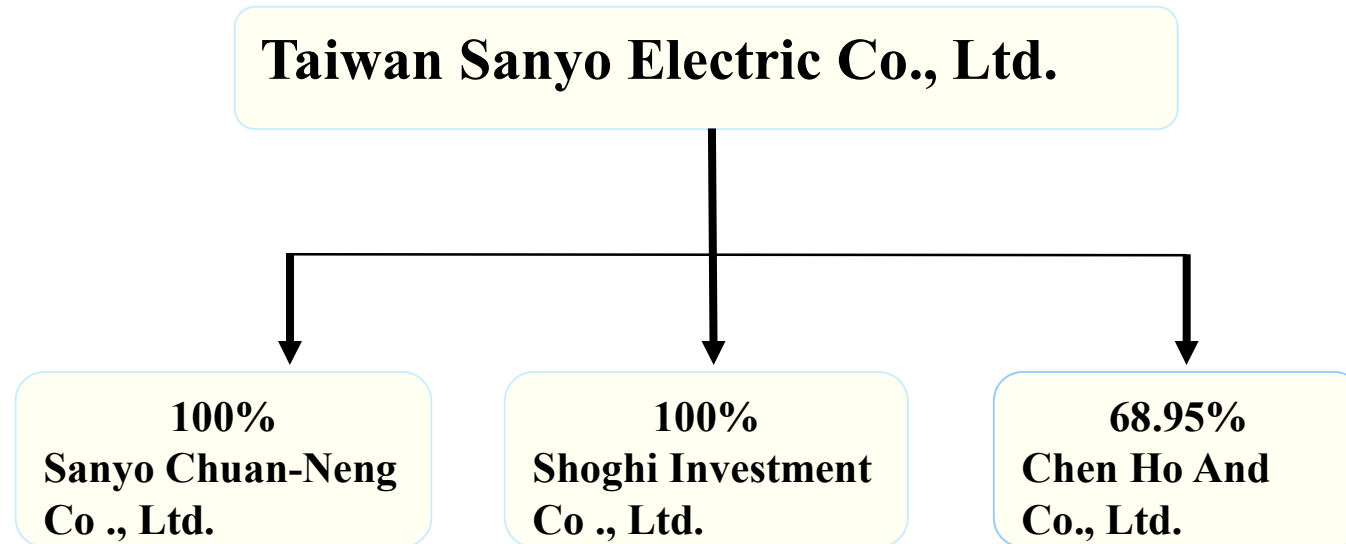 Taiwan Sanyo Electric Co., Ltd.
100%
Sanyo Chuan-Neng
Co ., Ltd.
100%
Shoghi Investment
Co ., Ltd.
68.95%
Chen Ho And
Co., Ltd.